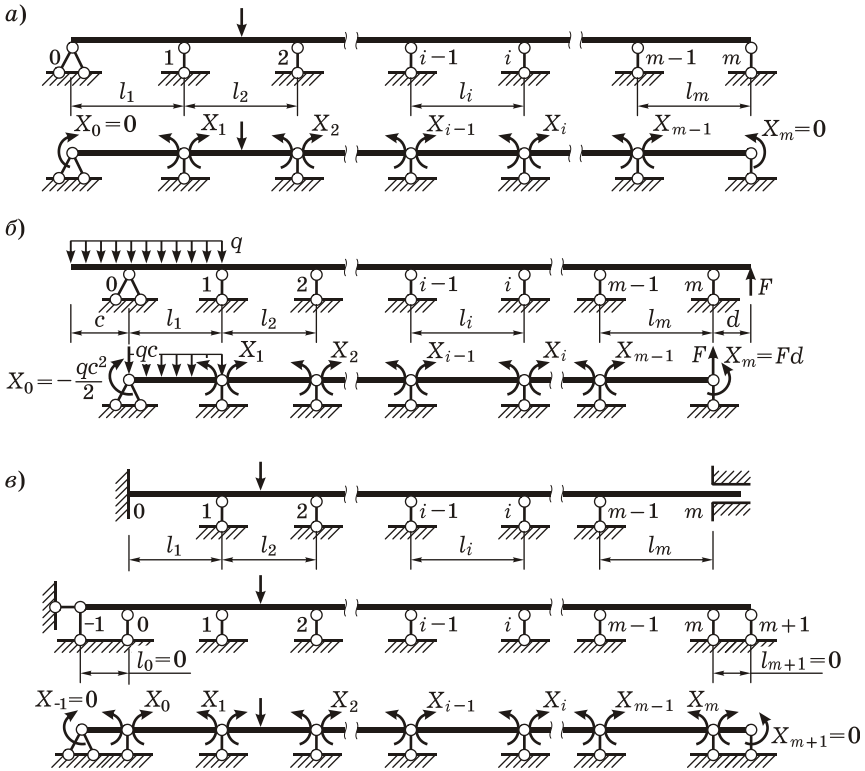 а)
0 1 2 i−1 i m−1 m
l₁ l₂ lᵢ lₘ
X₀=0 X₁ X₂ Xᵢ₋₁ Xᵢ Xₘ₋₁ Xₘ=0
б)
q
0 1 2 i−1 i m−1 m F
c l₁ l₂ lᵢ lₘ d
X₀=−qc²/2 qc X₁ X₂ Xᵢ₋₁ Xᵢ Xₘ₋₁ F Xₘ=Fd
в)
0 1 2 i−1 i m−1 m
l₁ l₂ lᵢ lₘ
-1 0 1 2 i−1 i m−1 m m+1
l₀=0 lₘ₊₁=0
X₋₁=0 X₀ X₁ X₂ Xᵢ₋₁ Xᵢ Xₘ₋₁ Xₘ
Xₘ₊₁=0